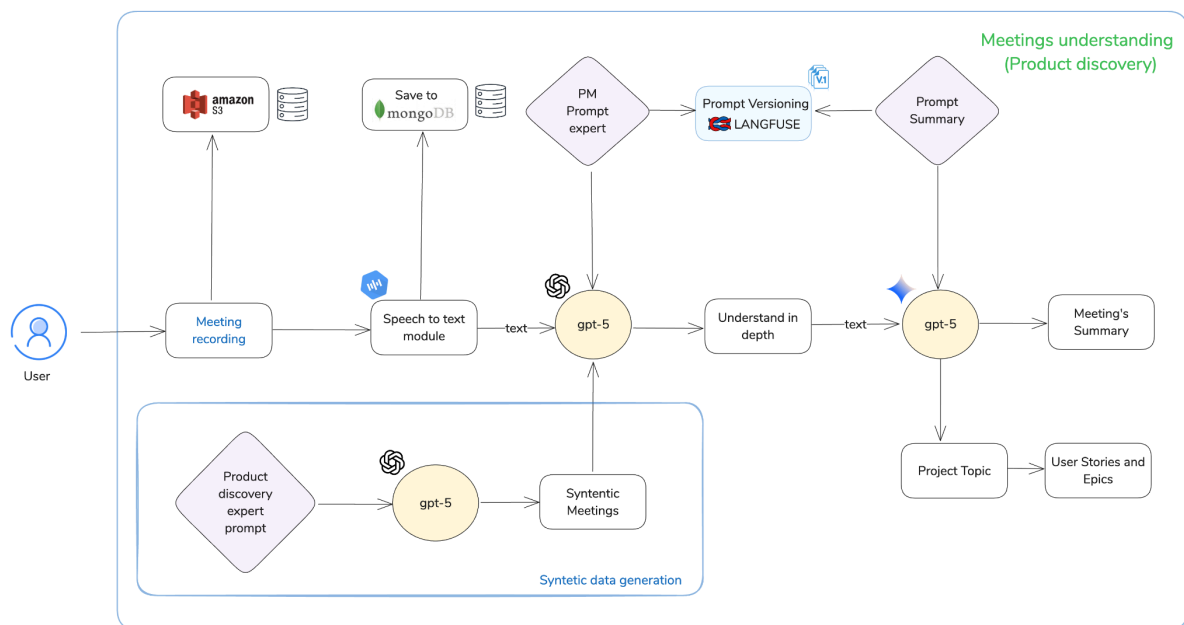 Meetings understanding
(Product discovery)
amazon
S3
Save to
mongoDB
PM
Prompt
expert
Prompt Versioning
LANGFUSE
V.1
Prompt
Summary
User
Meeting
recording
Speech to text
module
text
gpt-5
Understand in
depth
text
gpt-5
Meeting's
Summary
Product
discovery
expert
prompt
gpt-5
Syntentic
Meetings
Project Topic
User Stories and
Epics
Syntetic data generation